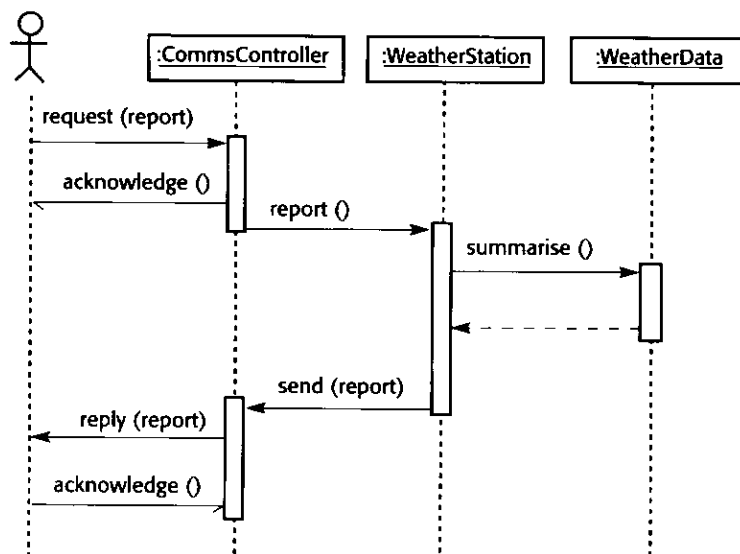 :CommsController
:WeatherStation
:WeatherData
request (report)
acknowledge ()
report ()
summarise ()
send (report)
reply (report)
acknowledge ()